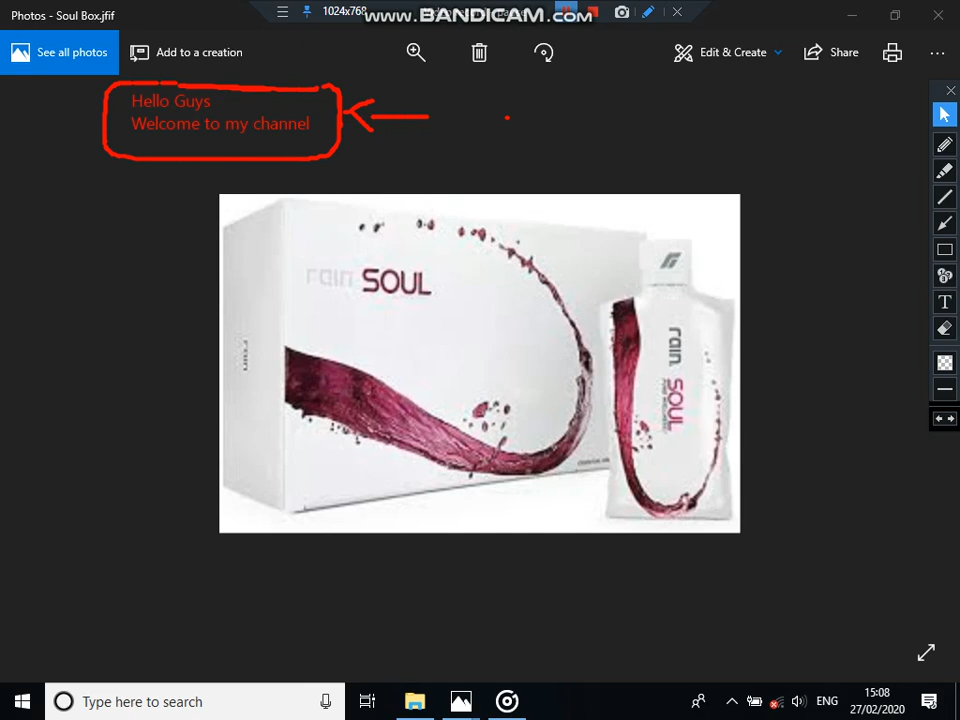 Photos - Soul Box.jfif
1024x768
www.BANDICAM.com
See all photos
Add to a creation
Edit & Create
Share
Hello Guys
Welcome to my channel
rain SOUL
rain
rain SOUL
T
Type here to search
ENG
15:08
27/02/2020